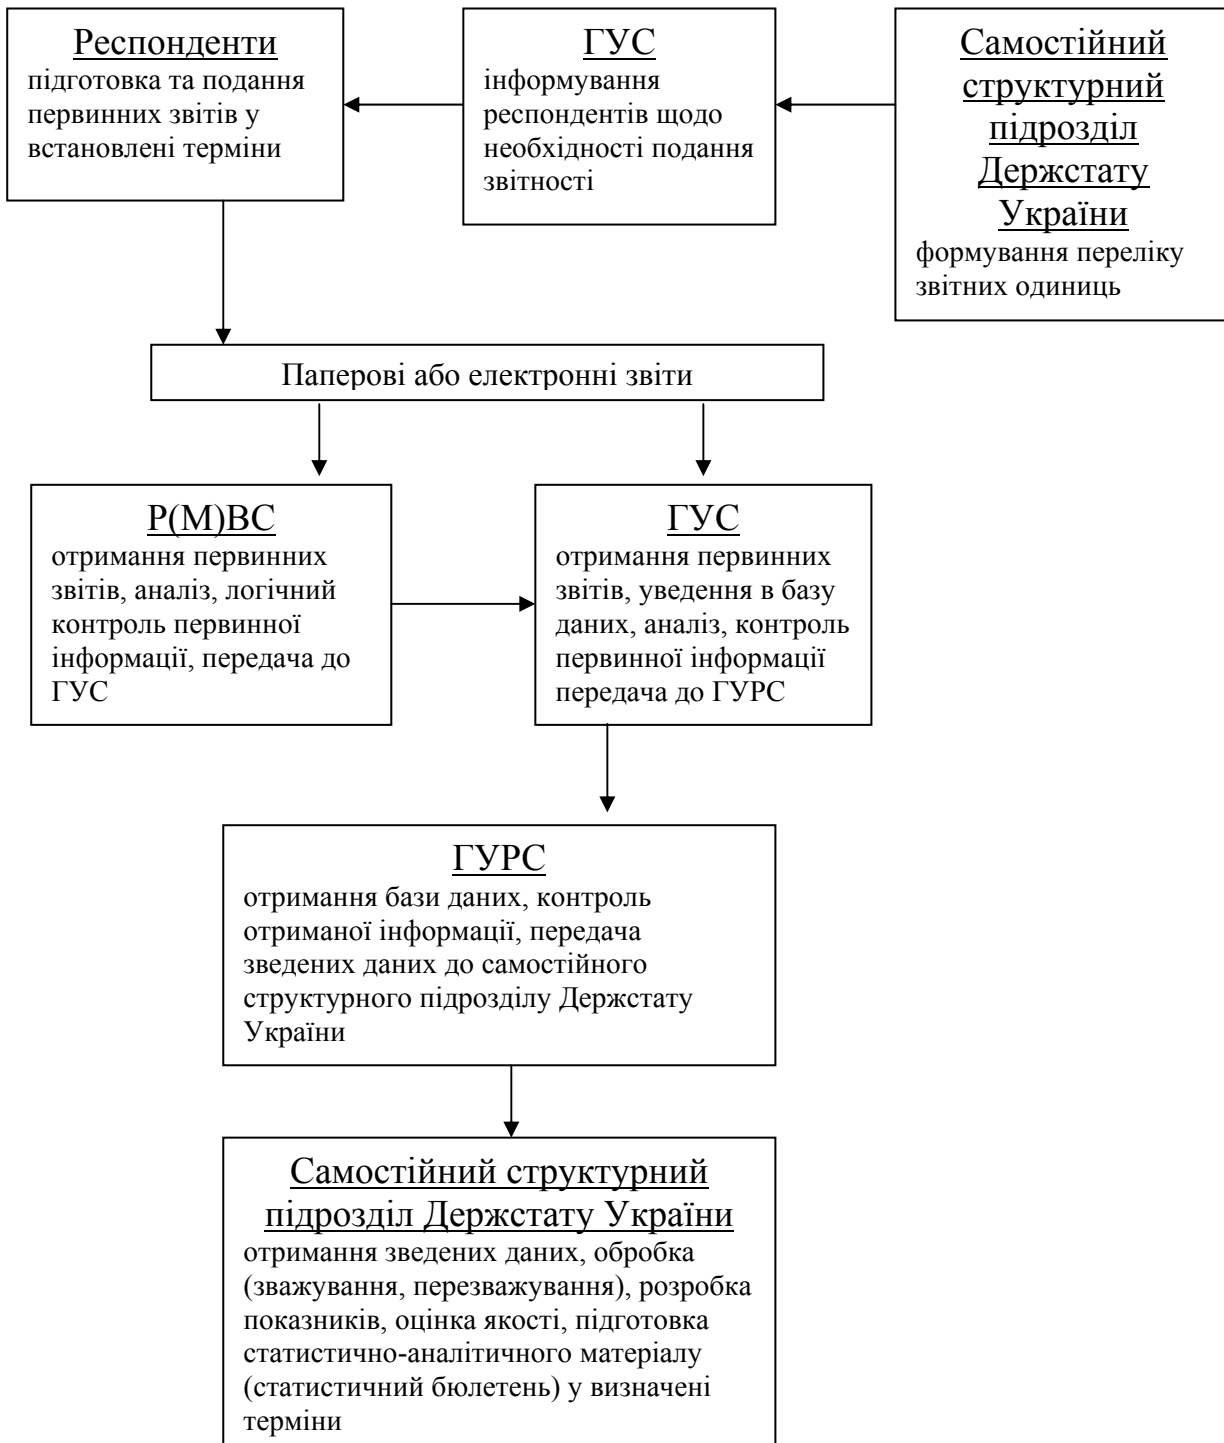 Респонденти
підготовка та подання
первинних звітів у
встановлені терміни
ГУС
інформування
респондентів щодо
необхідності подання
звітності
Самостійний
структурний
підрозділ
Держстату
України
формування переліку
звітних одиниць
Паперові або електронні звіти
Р(М)ВС
отримання первинних
звітів, аналіз, логічний
контроль первинної
інформації, передача до
ГУС
ГУС
отримання первинних
звітів, уведення в базу
даних, аналіз, контроль
первинної інформації
передача до ГУРС
ГУРС
отримання бази даних, контроль
отриманої інформації, передача
зведених даних до самостійного
структурного підрозділу Держстату
України
Самостійний структурний
підрозділ Держстату України
отримання зведених даних, обробка
(зважування, перезважування), розробка
показників, оцінка якості, підготовка
статистично-аналітичного матеріалу
(статистичний бюлетень) у визначені
терміни